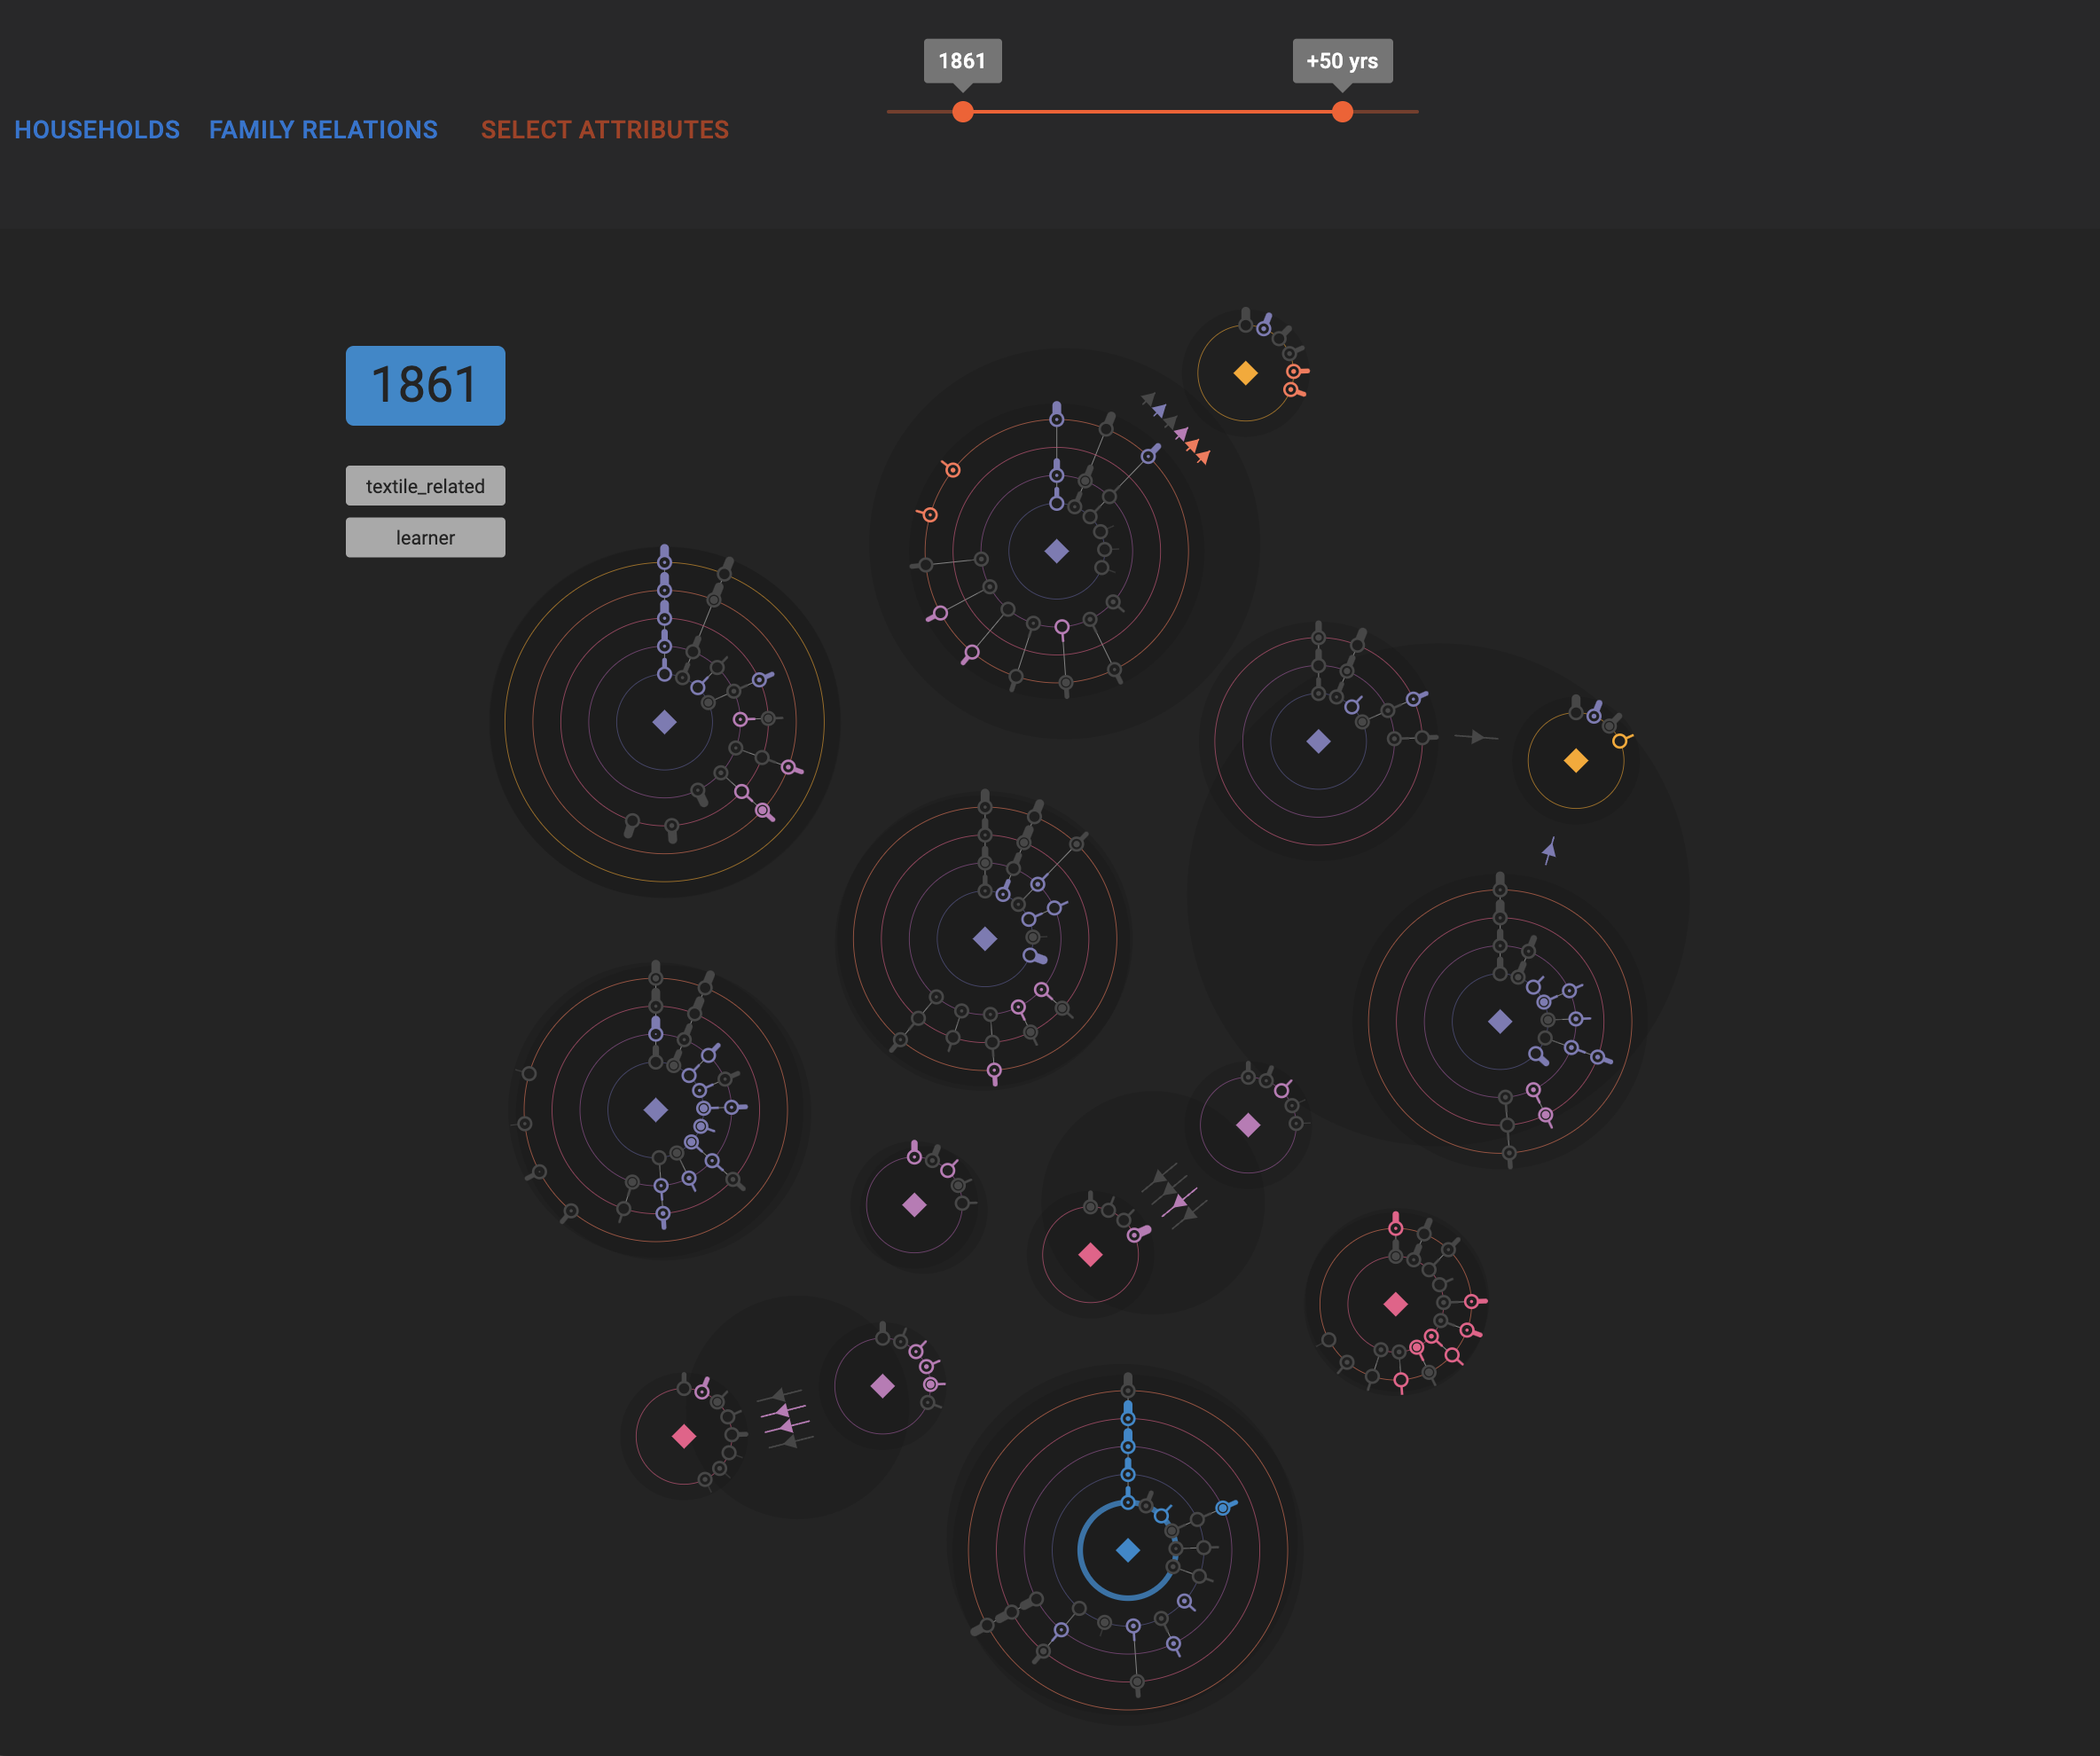 1861
+50 yrs
HOUSEHOLDS
FAMILY RELATIONS
SELECT ATTRIBUTES
1861
textile_related
learner